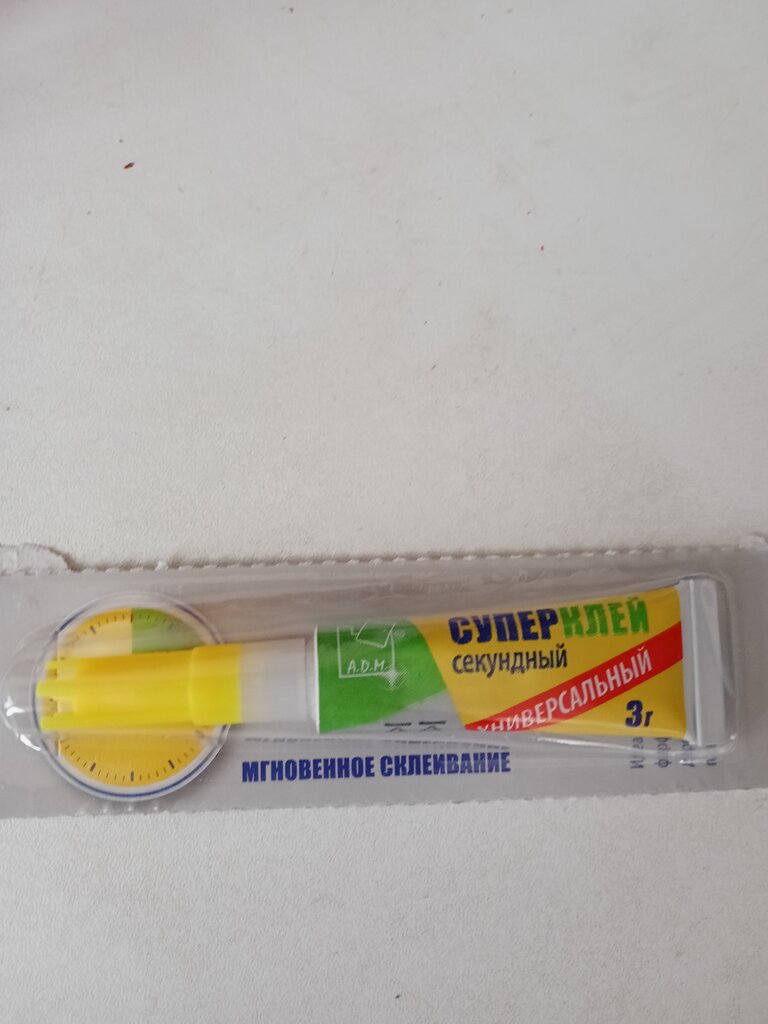 СУПЕРКЛЕЙ
секундный
УНИВЕРСАЛЬНЫЙ
3г
A.D.M.
МГНОВЕННОЕ СКЛЕИВАНИЕ